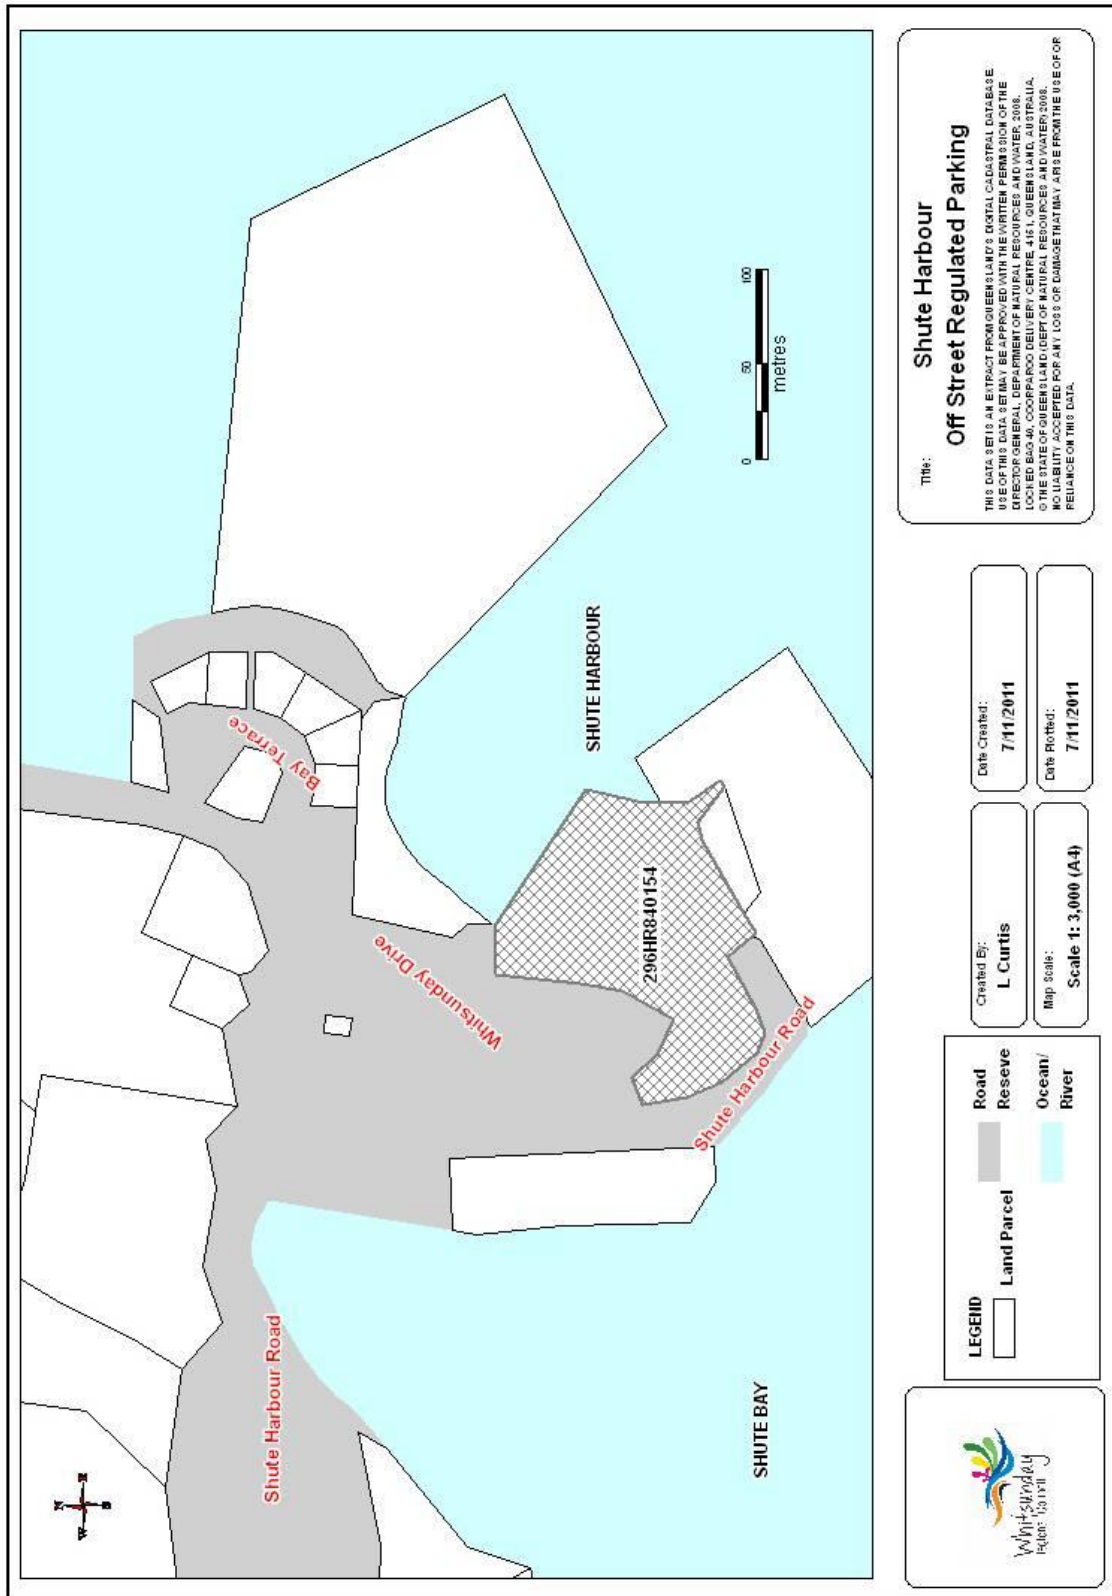 N
W E
S
Shute Harbour Road
Bay Terrace
Whitsunday Drive
SHUTE HARBOUR
296HR840154
Shute Harbour Road
SHUTE BAY
0 50 100
metres
Whitsunday
Regional Council
LEGEND
Land Parcel
Road
Reseve
Ocean/
River
Created By:
L Curtis
Map Scale:
Scale 1: 3,000 (A4)
Date Created:
7/11/2011
Date Plotted:
7/11/2011
Title:
Shute Harbour
Off Street Regulated Parking
THIS DATA SET IS AN EXTRACT FROM QUEENSLAND'S DIGITAL CADASTRAL DATABASE.
USE OF THIS DATA SET MAY BE APPROVED WITH THE WRITTEN PERMISSION OF THE
DIRECTOR GENERAL, DEPARTMENT OF NATURAL RESOURCES AND WATER, 2008.
LOCKED BAG 40, COORPAROO DELIVERY CENTRE, 4151, QUEENSLAND, AUSTRALIA.
© THE STATE OF QUEENSLAND (DEPT OF NATURAL RESOURCES AND WATER) 2008.
NO LIABILITY ACCEPTED FOR ANY LOSS OR DAMAGE THAT MAY ARISE FROM THE USE OF OR
RELIANCE ON THIS DATA.